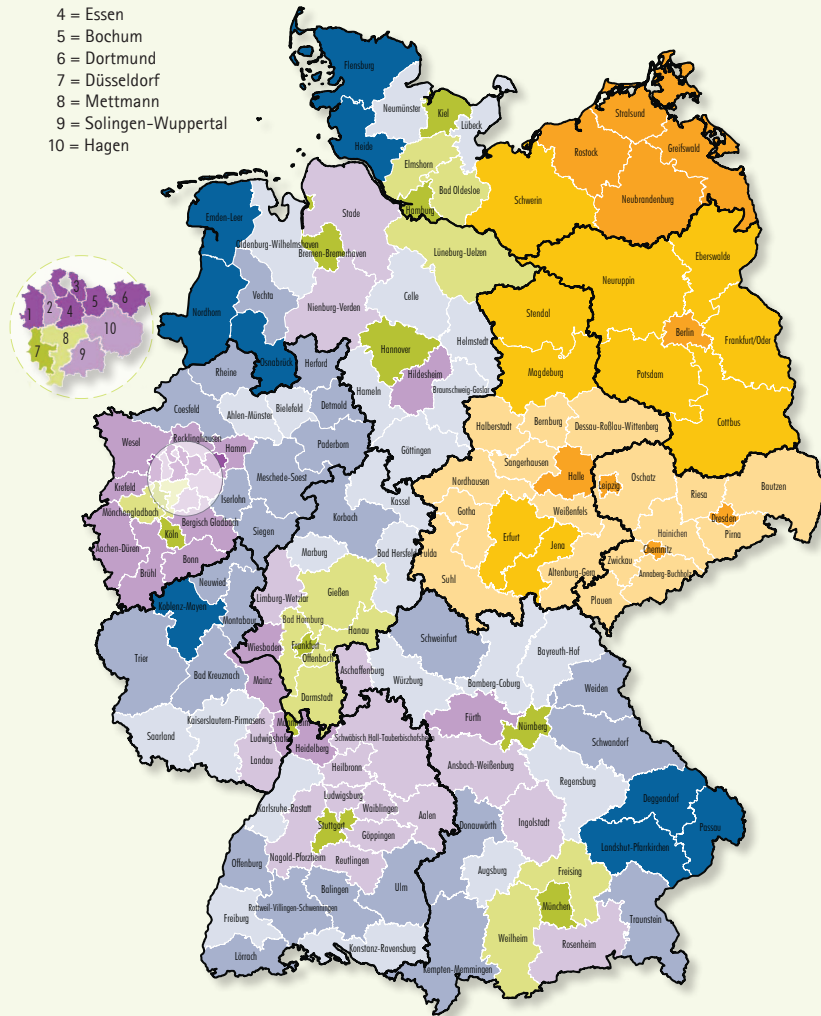 4 = Essen
5 = Bochum
6 = Dortmund
7 = Düsseldorf
8 = Mettmann
9 = Solingen-Wuppertal
10 = Hagen
Flensburg
Neumünster
Kiel
Lübeck
Heide
Elmshorn
Bad Oldesloe
Hamburg
Stralsund
Rostock
Greifswald
Schwerin
Neubrandenburg
Emden-Leer
Oldenburg-Wilhelmshaven
Stade
Bremen-Bremerhaven
Lüneburg-Uelzen
Eberswalde
Neuruppin
Vechta
Nordhorn
Nienburg-Verden
Celle
Stendal
Berlin
Frankfurt/Oder
Hannover
Helmstedt
Osnabrück
Herford
Hildesheim
Magdeburg
Potsdam
Rheine
Hameln
Braunschweig-Goslar
Cottbus
1
2
3
4
5
6
7
8
9
10
Coesfeld
Ahlen-Münster
Bielefeld
Detmold
Halberstadt
Bernburg
Dessau-Roßlau-Wittenberg
Wesel
Recklinghausen
Hamm
Paderborn
Göttingen
Sangerhausen
Halle
Leipzig
Oschatz
Bautzen
Krefeld
Meschede-Soest
Kassel
Nordhausen
Riesa
Mönchengladbach
Iserlohn
Korbach
Gotha
Weißenfels
Dresden
Bergisch Gladbach
Köln
Siegen
Erfurt
Jena
Hainichen
Pirna
Aachen-Düren
Bonn
Marburg
Bad Hersfeld-Fulda
Chemnitz
Zwickau
Brühl
Neuwied
Limburg-Wetzlar
Gießen
Suhl
Altenburg-Gera
Annaberg-Buchholz
Plauen
Koblenz-Mayen
Montabaur
Bad Homburg
Hanau
Wiesbaden
Frankfurt
Offenbach
Schweinfurt
Bayreuth-Hof
Trier
Bad Kreuznach
Mainz
Aschaffenburg
Würzburg
Bamberg-Coburg
Weiden
Darmstadt
Saarland
Kaiserslautern-Pirmasens
Mannheim
Ludwigshafen
Heidelberg
Schwäbisch Hall-Tauberbischofsheim
Fürth
Nürnberg
Schwandorf
Landau
Heilbronn
Ansbach-Weißenburg
Regensburg
Karlsruhe-Rastatt
Ludwigsburg
Waiblingen
Aalen
Stuttgart
Göppingen
Donauwörth
Ingolstadt
Deggendorf
Passau
Landshut-Pfarrkirchen
Offenburg
Nagold-Pforzheim
Reutlingen
Augsburg
Freising
Balingen
Ulm
München
Freiburg
Rottweil-Villingen-Schwenningen
Weilheim
Traunstein
Lörrach
Konstanz-Ravensburg
Kempten-Memmingen
Rosenheim